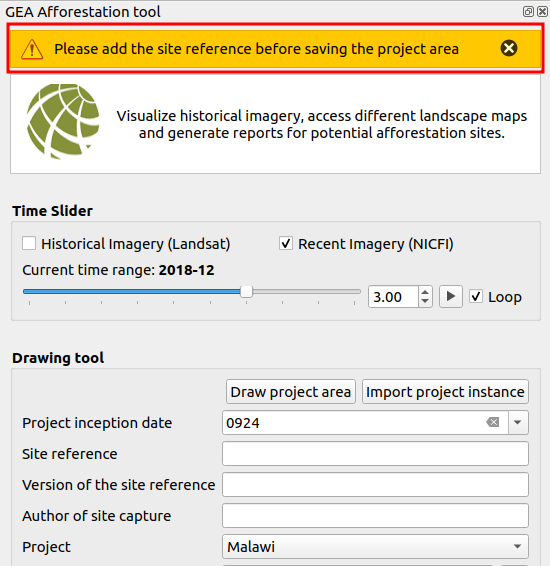 GEA Afforestation tool
Please add the site reference before saving the project area
Visualize historical imagery, access different landscape maps
and generate reports for potential afforestation sites.
Time Slider
Historical Imagery (Landsat)
Recent Imagery (NICFI)
Current time range: 2018-12
3.00
Loop
Drawing tool
Draw project area
Import project instance
Project inception date
0924
Site reference
Version of the site reference
Author of site capture
Project
Malawi